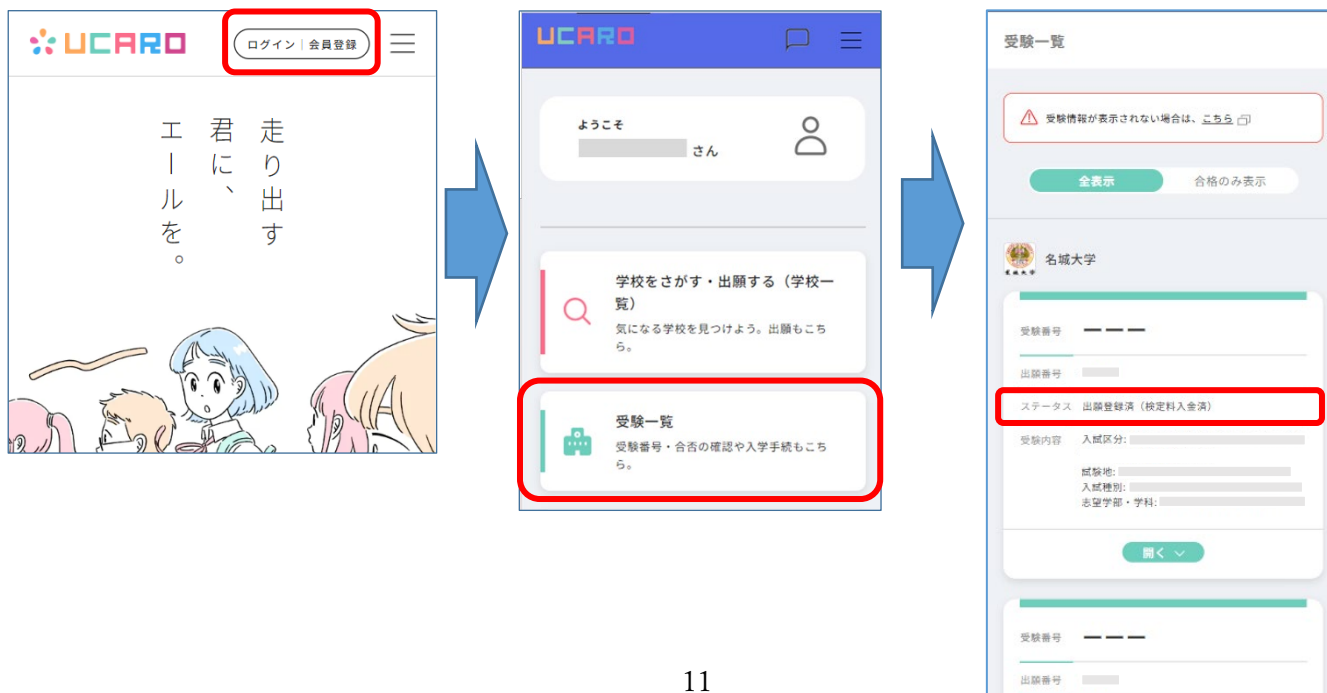 UCARO
ログイン｜会員登録
走り出す
君に、
エールを。
UCARO
ようこそ
さん
学校をさがす・出願する（学校一
覧）
気になる学校を見つけよう。出願もこち
ら。
受験一覧
受験番号・合否の確認や入学手続もこち
ら。
受験一覧
受験情報が表示されない場合は、こちら
全表示
合格のみ表示
名城大学
名城大学
受験番号 ーーー
出願番号
ステータス 出願登録済（検定料入金済）
受験内容 入試区分:
試験地:
入試種別:
志望学部・学科:
開く
受験番号 ーーー
出願番号
11